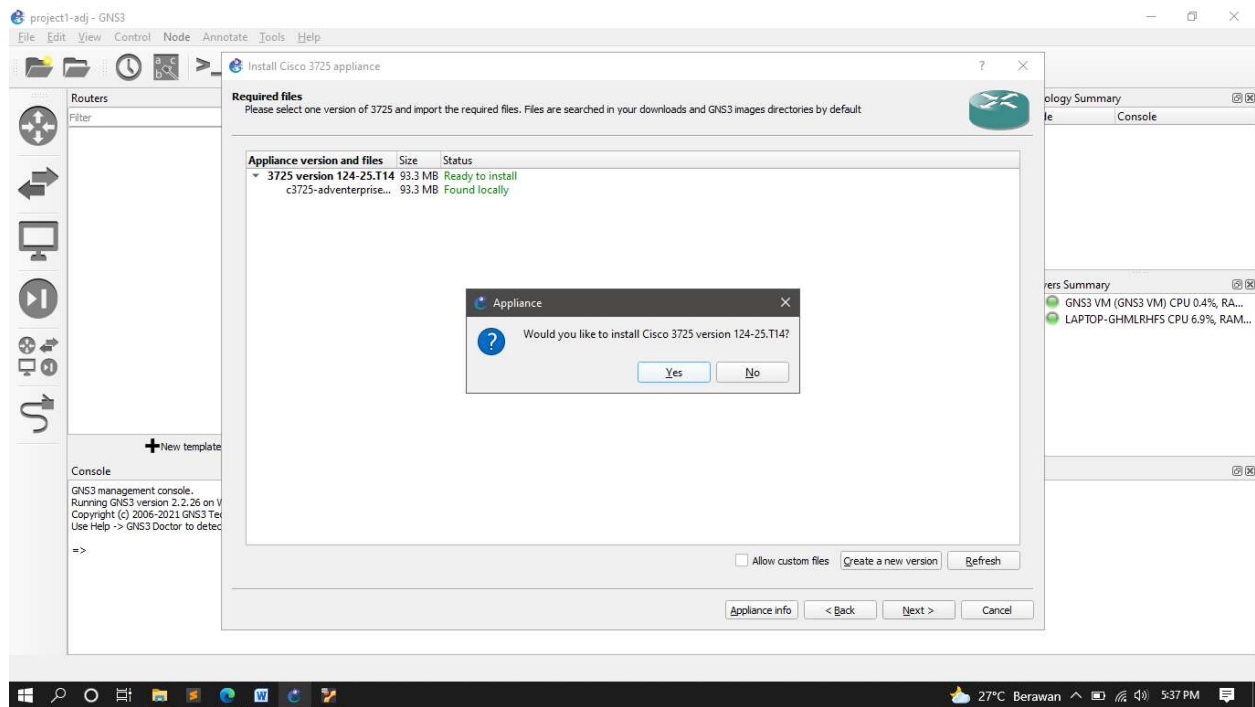 project1-adj - GNS3
File Edit View Control Node Annotate Tools Help
Install Cisco 3725 appliance
Required files
Please select one version of 3725 and import the required files. Files are searched in your downloads and GNS3 images directories by default
Routers
Filter
ology Summary
le Console
Appliance version and files Size Status
3725 version 124-25.T14 93.3 MB Ready to install
c3725-adventerprise... 93.3 MB Found locally
Appliance
Would you like to install Cisco 3725 version 124-25.T14?
Yes No
ers Summary
GNS3 VM (GNS3 VM) CPU 0.4%, RA...
LAPTOP-GHMLRHFS CPU 6.9%, RAM...
New template
Console
GNS3 management console.
Running GNS3 version 2.2.26 on W
Copyright (c) 2006-2021 GNS3 Te
Use Help -> GNS3 Doctor to detec
=>
Allow custom files Create a new version Refresh
Appliance info < Back Next > Cancel
27°C Berawan 5:37 PM